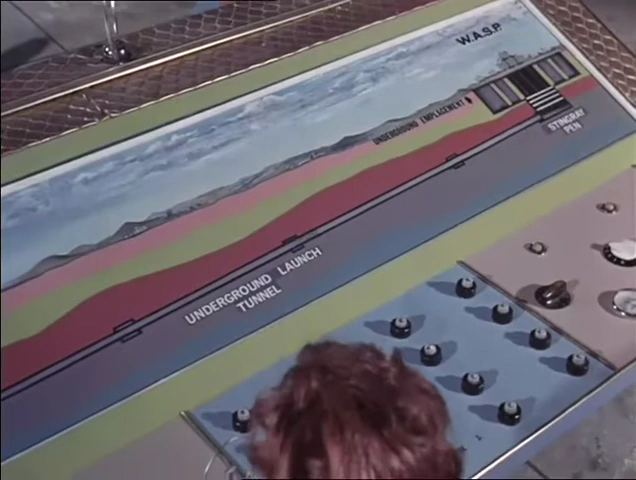 W.A.S.P.
UNDERGROUND EMPLACEMENT
STINGRAY
PEN
UNDERGROUND LAUNCH
TUNNEL